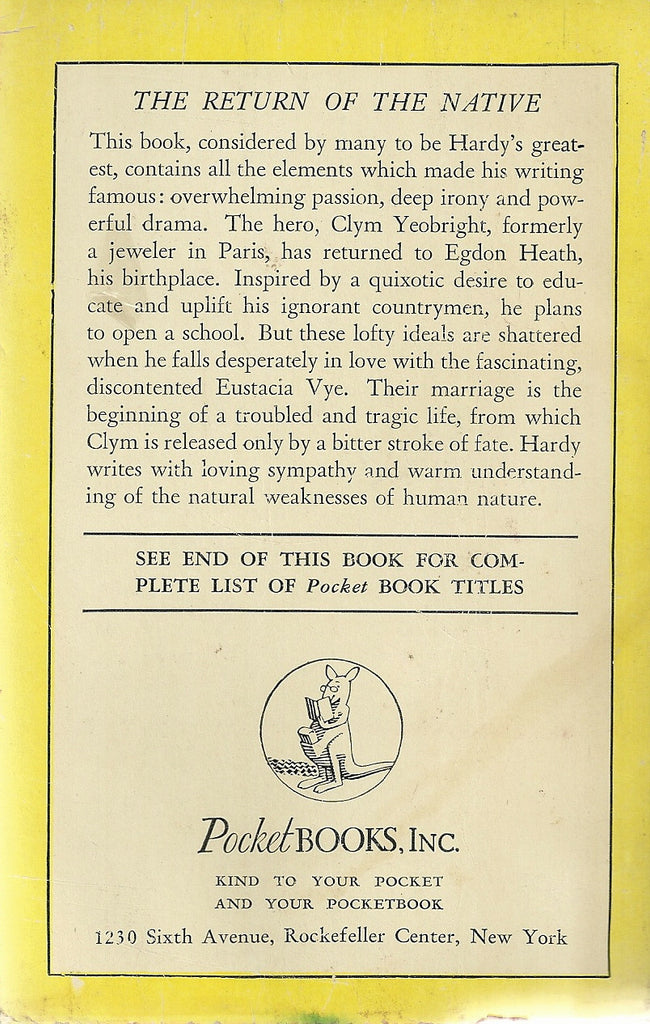 THE RETURN OF THE NATIVE
This book, considered by many to be Hardy's great-
est, contains all the elements which made his writing
famous: overwhelming passion, deep irony and pow-
erful drama. The hero, Clym Yeobright, formerly
a jeweler in Paris, has returned to Egdon Heath,
his birthplace. Inspired by a quixotic desire to edu-
cate and uplift his ignorant countrymen, he plans
to open a school. But these lofty ideals are shattered
when he falls desperately in love with the fascinating,
discontented Eustacia Vye. Their marriage is the
beginning of a troubled and tragic life, from which
Clym is released only by a bitter stroke of fate. Hardy
writes with loving sympathy and warm understand-
ing of the natural weaknesses of human nature.
SEE END OF THIS BOOK FOR COM-
PLETE LIST OF Pocket BOOK TITLES
Pocket BOOKS, INC.
KIND TO YOUR POCKET
AND YOUR POCKETBOOK
1230 Sixth Avenue, Rockefeller Center, New York